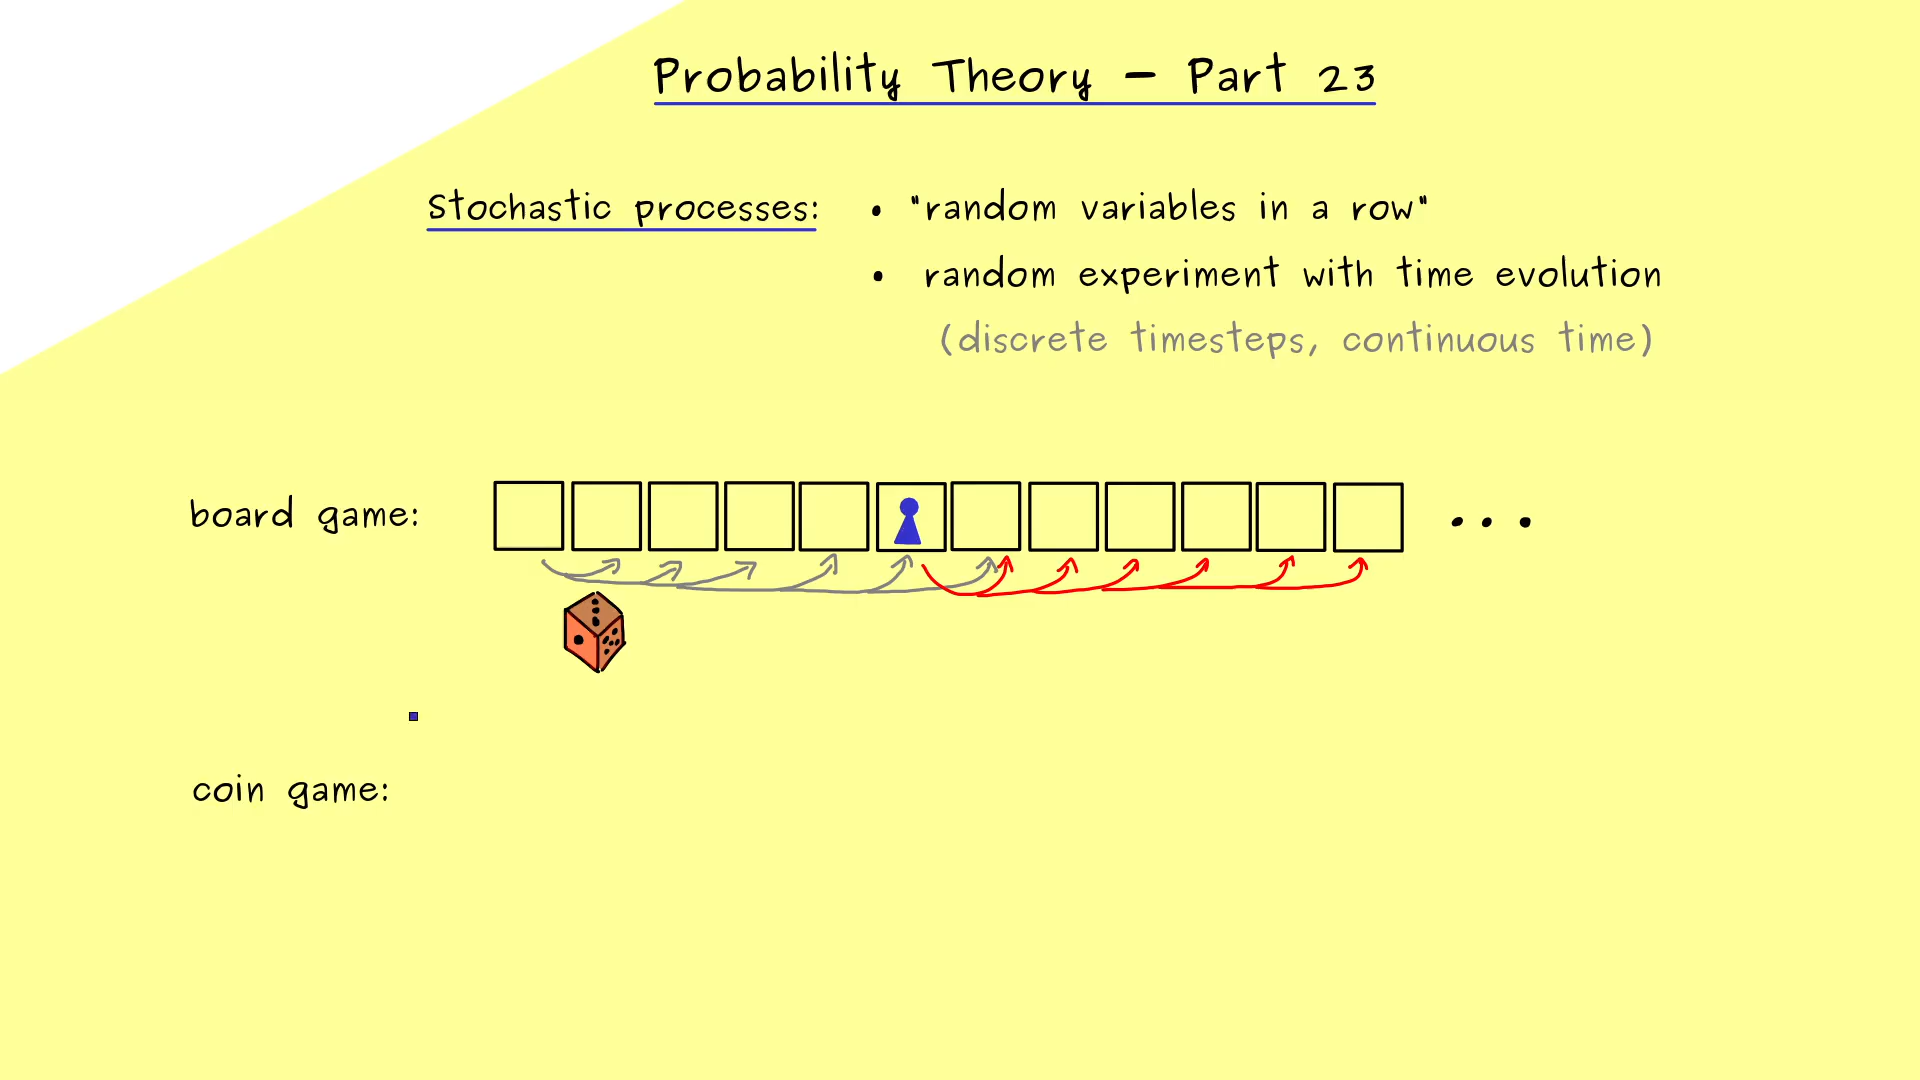 Probability Theory – Part 23
Stochastic processes: • "random variables in a row"
• random experiment with time evolution
(discrete timesteps, continuous time)
board game: ...
coin game: